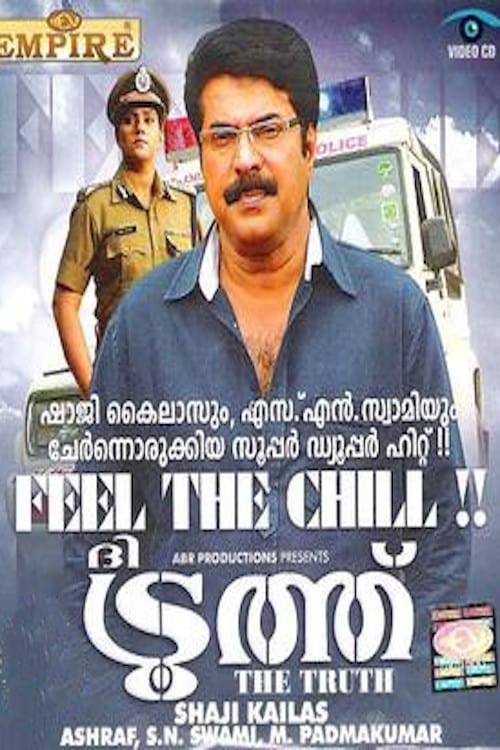 EMPIRE®
VIDEO CD
POLICE
ഷാജി കൈലാസും, എസ്.എൻ.സ്വാമിയും
ചേർന്നൊരുക്കിയ സൂപ്പർ ഡ്യൂപ്പർ ഹിറ്റ് !!
FEEL THE CHILL !!
ABR PRODUCTIONS PRESENTS
ദി
ട്രൂത്ത്
THE TRUTH
SHAJI KAILAS
ASHRAF, S.N. SWAMI, M. PADMAKUMAR